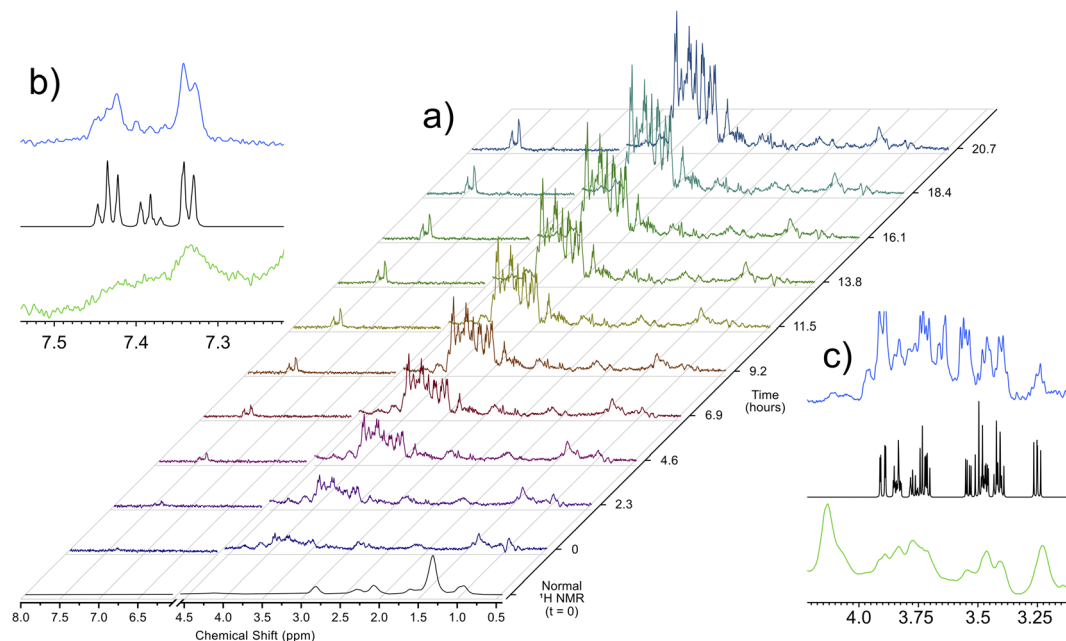 b)
a)
7.5
7.4
7.3
20.7
18.4
16.1
13.8
11.5
9.2
6.9
4.6
2.3
0
Time
(hours)
Normal
¹H NMR
(t = 0)
8.0 7.5 7.0 6.5 6.0 4.5 4.0 3.5 3.0 2.5 2.0 1.5 1.0 0.5
Chemical Shift (ppm)
c)
4.0 3.75 3.5 3.25